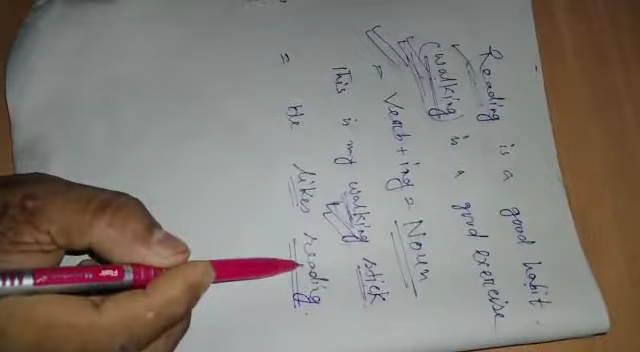 Reading is a good habit.
(Walking) is a good exercise
= Verb+ing = Noun
This is my walking stick
= He likes reading.
Flair